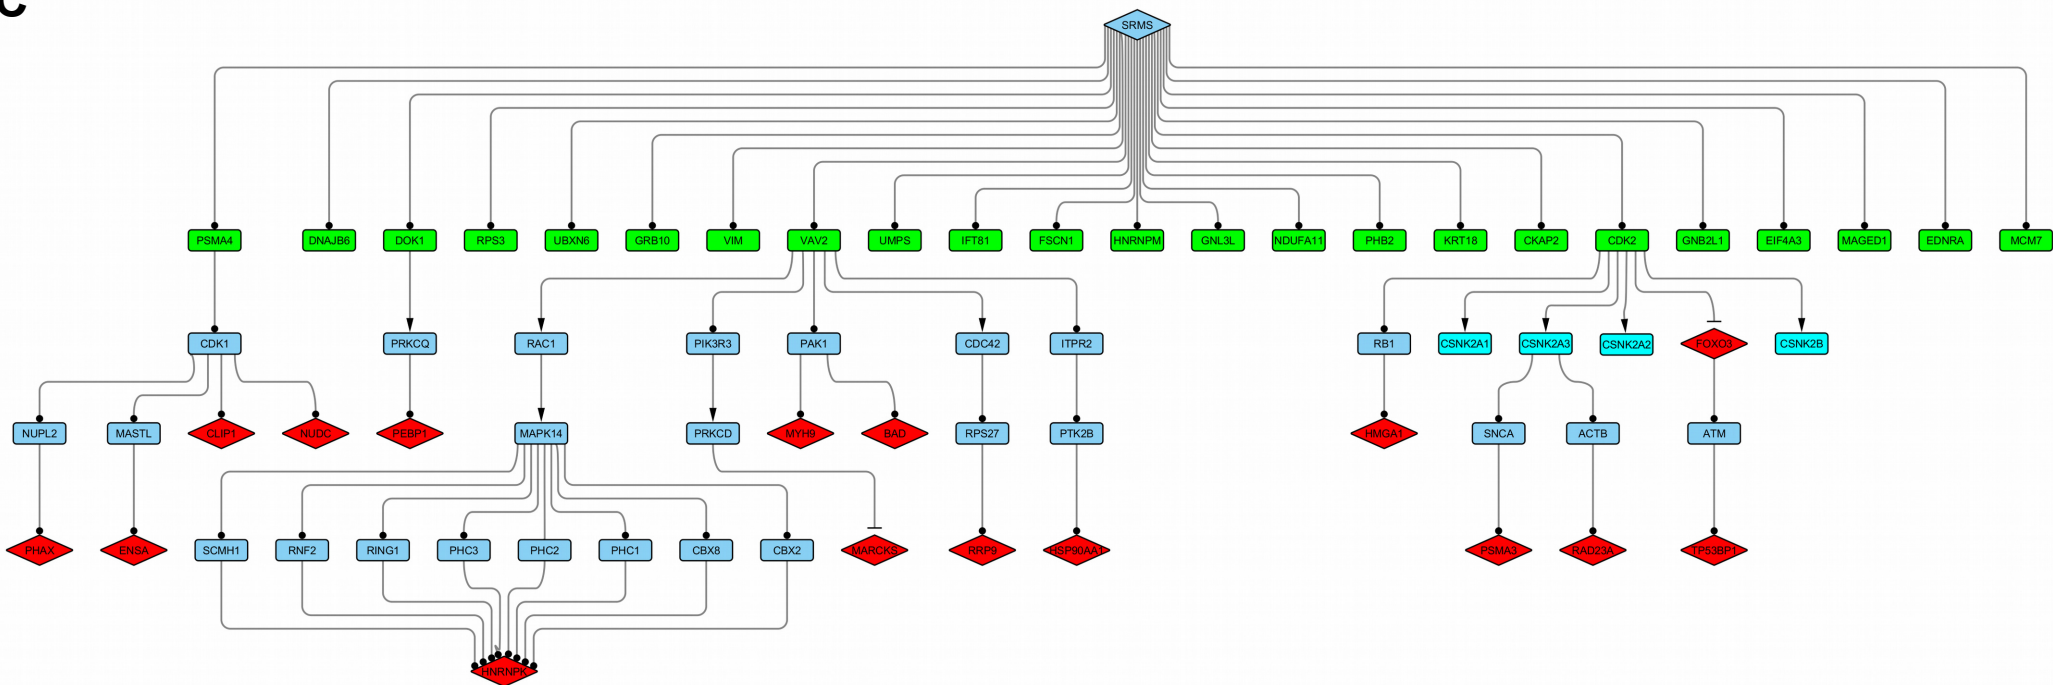 C
SRMS
PSMA4 DNAJB6 DOK1 RPS3 UBXN6 GRB10 VIM VAV2 UMPS IFT81 FSCN1 HNRNPM GNL3L NDUFA11 PHB2 KRT18 CKAP2 CDK2 GNB2L1 EIF4A3 MAGED1 EDNRA MCM7
CDK1 PRKCQ RAC1 PIK3R3 PAK1 CDC42 ITPR2 RB1 CSNK2A1 CSNK2A3 CSNK2A2 FOXO3 CSNK2B
NUPL2 MASTL CLIP1 NUDC PEBP1 MAPK14 PRKCD MYH9 BAD RPS27 PTK2B HMGA1 SNCA ACTB ATM
PHAX ENSA SCMH1 RNF2 RING1 PHC3 PHC2 PHC1 CBX8 CBX2 MARCKS RRP9 HSP90AA1 PSMA3 RAD23A TP53BP1
HNRNPK